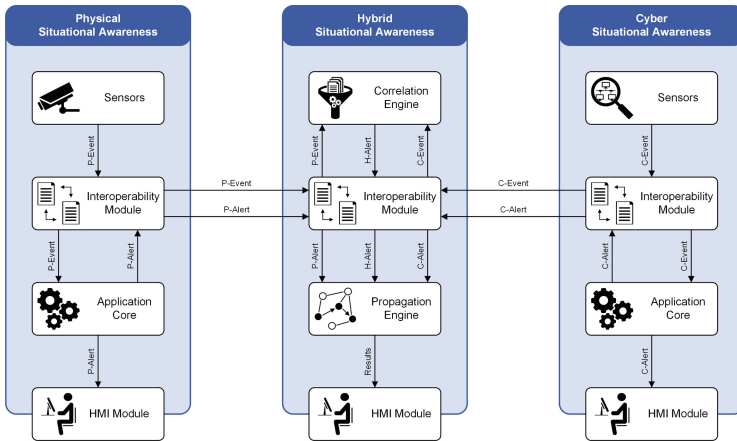 Physical
Situational Awareness
Hybrid
Situational Awareness
Cyber
Situational Awareness
Sensors
Correlation
Engine
Sensors
P-Event
P-Event
H-Alert
C-Event
C-Event
Interoperability
Module
P-Event
P-Alert
Interoperability
Module
C-Event
C-Alert
Interoperability
Module
P-Event
P-Alert
P-Alert
H-Alert
C-Alert
C-Alert
C-Event
Application
Core
Propagation
Engine
Application
Core
P-Alert
Results
C-Alert
HMI Module
HMI Module
HMI Module